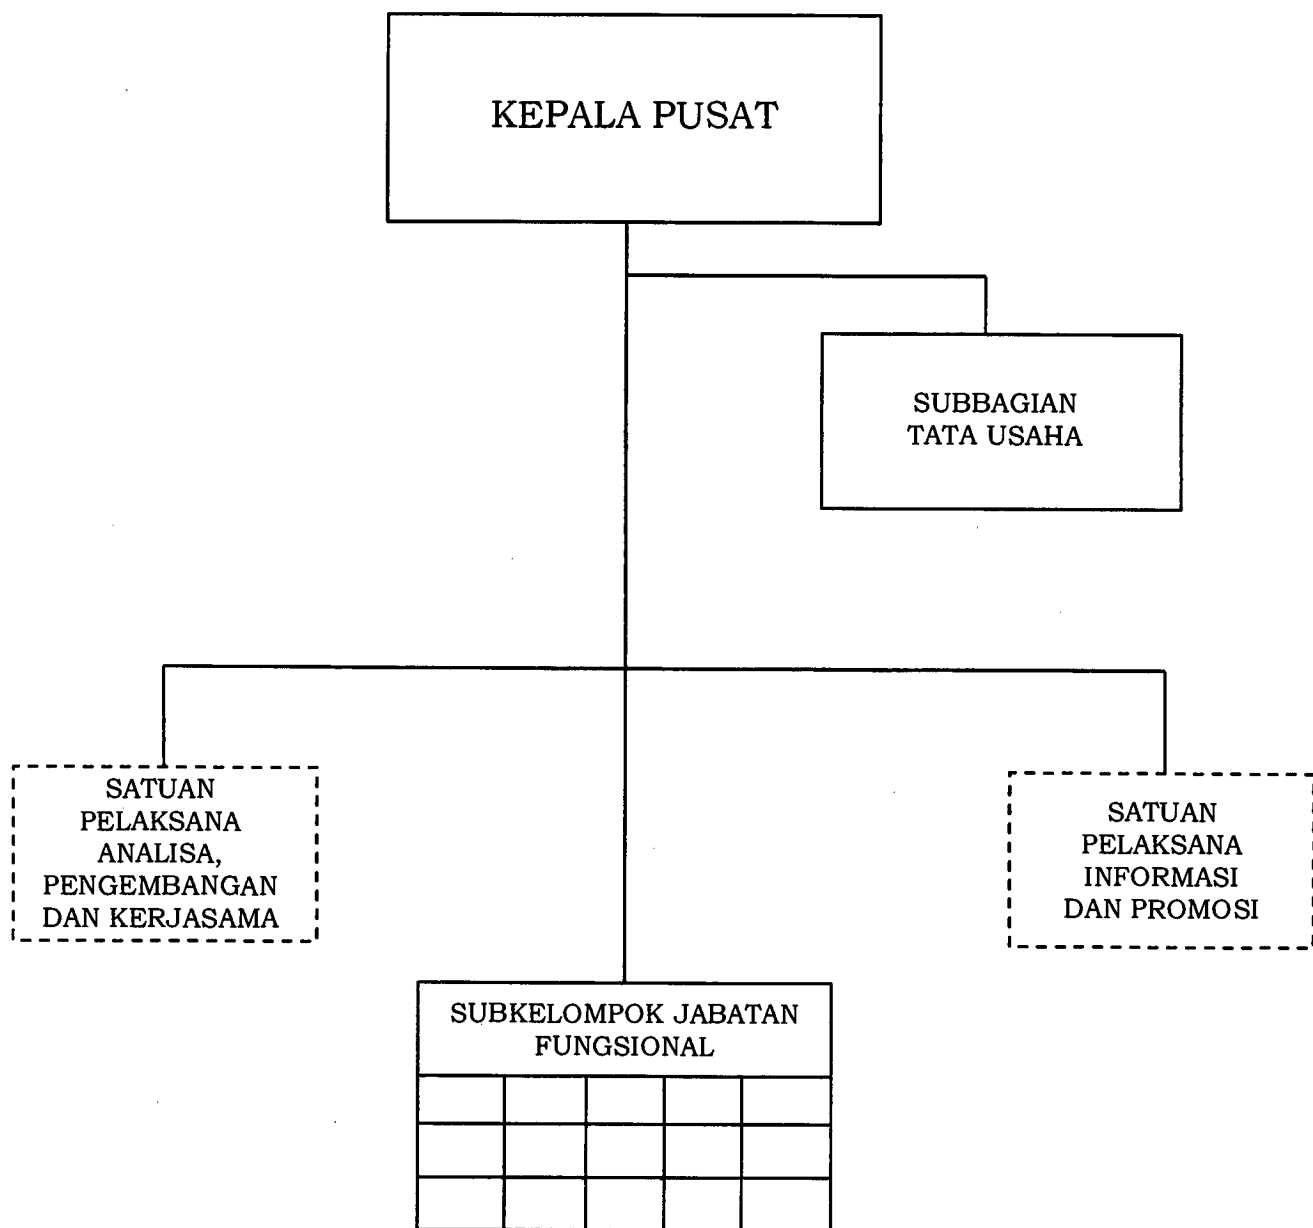 KEPALA PUSAT
SUBBAGIAN
TATA USAHA
SATUAN
PELAKSANA
ANALISA,
PENGEMBANGAN
DAN KERJASAMA
SATUAN
PELAKSANA
INFORMASI
DAN PROMOSI
SUBKELOMPOK JABATAN
FUNGSIONAL